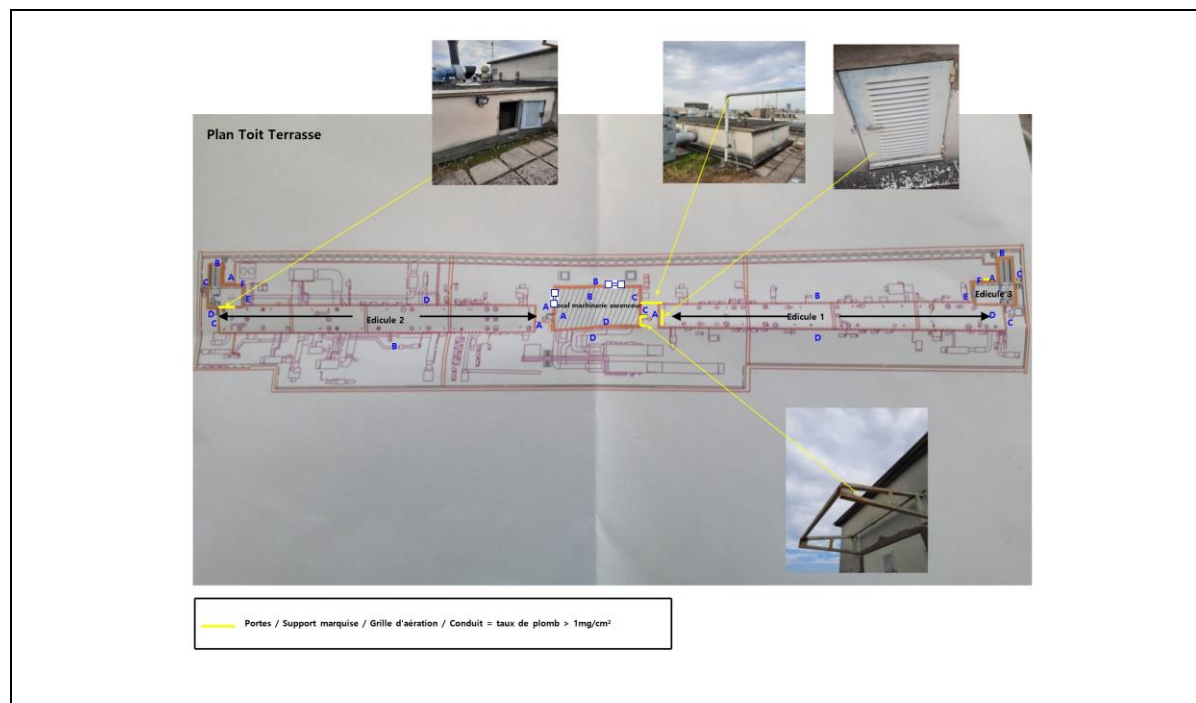 Plan Toit Terrasse
B
A
C
F
E
D
D
C
Edicule 2
B
A
A
B
B
C
Local machinerie ascenceur
A
D
D
C
A
B
Edicule 1
D
B
F
A
C
E
Edicule 3
D
C
Portes / Support marquise / Grille d'aération / Conduit = taux de plomb > 1mg/cm²